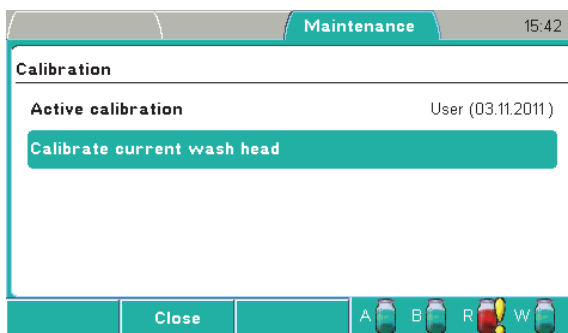 Maintenance 15:42
Calibration
Active calibration User (03.11.2011)
Calibrate current wash head
Close A B R W